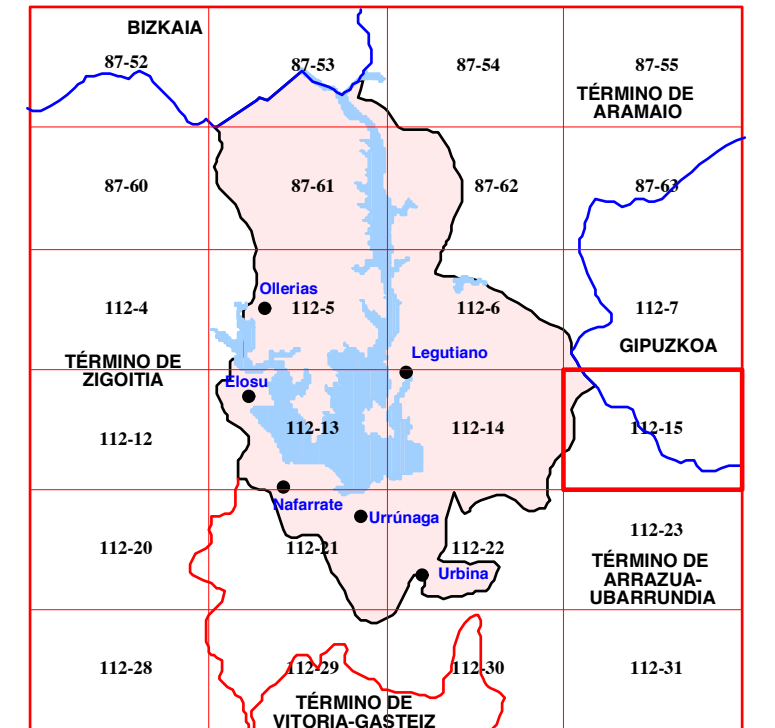 BIZKAIA
87-52
87-53
87-54
87-55
TÉRMINO DE
ARAMAIO
87-60
87-61
87-62
87-63
Ollerias
112-4
112-5
112-6
112-7
GIPUZKOA
Legutiano
TÉRMINO DE
ZIGOITIA
Elosu
112-12
112-13
112-14
112-15
Nafarrate
Urrúnaga
112-20
112-21
112-22
112-23
TÉRMINO DE
ARRAZUA-
UBARRUNDIA
Urbina
112-28
112-29
112-30
112-31
TÉRMINO DE
VITORIA-GASTEIZ